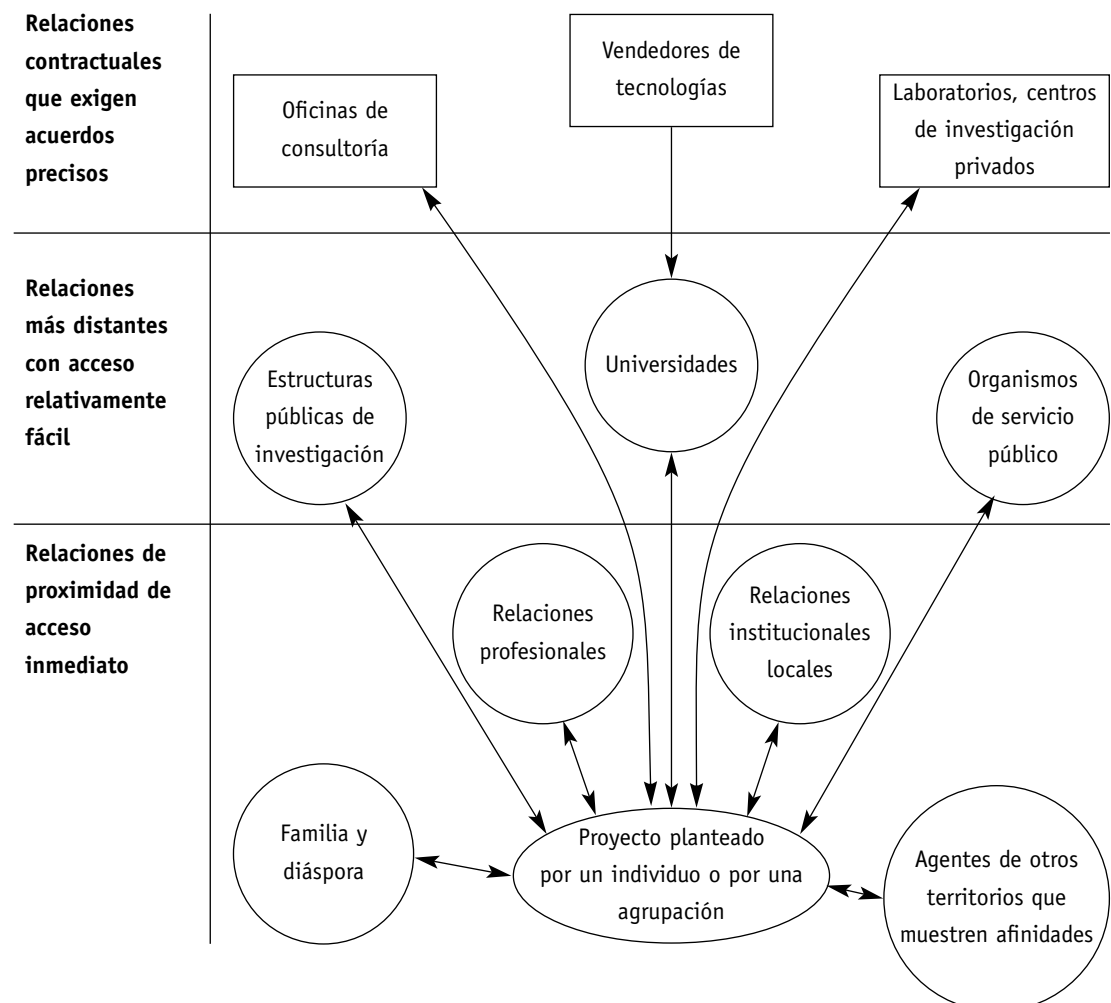 Relaciones
contractuales
que exigen
acuerdos
precisos
Oficinas de
consultoría
Vendedores de
tecnologías
Laboratorios, centros
de investigación
privados
Relaciones
más distantes
con acceso
relativamente
fácil
Estructuras
públicas de
investigación
Universidades
Organismos
de servicio
público
Relaciones de
proximidad de
acceso
inmediato
Relaciones
profesionales
Relaciones
institucionales
locales
Familia y
diáspora
Proyecto planteado
por un individuo o por una
agrupación
Agentes de otros
territorios que
muestren afinidades